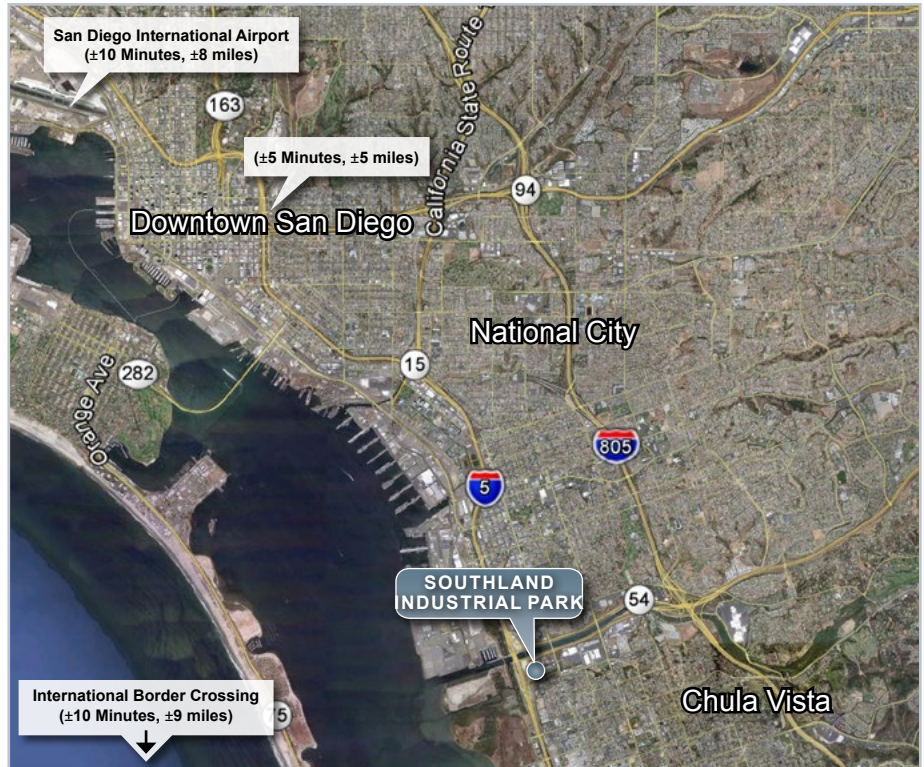 San Diego International Airport
(±10 Minutes, ±8 miles)
163
California State Route
(±5 Minutes, ±5 miles)
94
Downtown San Diego
National City
15
282
Orange Ave
805
5
SOUTHLAND
INDUSTRIAL PARK
54
International Border Crossing
(±10 Minutes, ±9 miles)
75
Chula Vista